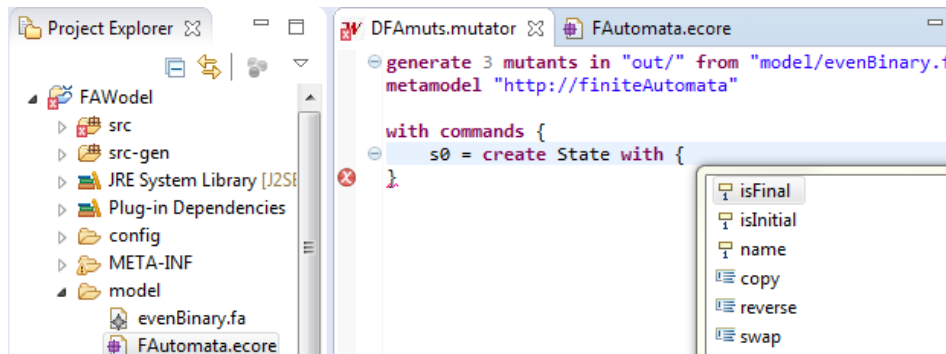 Project Explorer
FAWodel
src
src-gen
JRE System Library [J2SE
Plug-in Dependencies
config
META-INF
model
evenBinary.fa
FAutomata.ecore
DFAmuts.mutator
FAutomata.ecore
generate 3 mutants in "out/" from "model/evenBinary.f
metamodel "http://finiteAutomata"
with commands {
s0 = create State with {
}
isFinal
isInitial
name
copy
reverse
swap